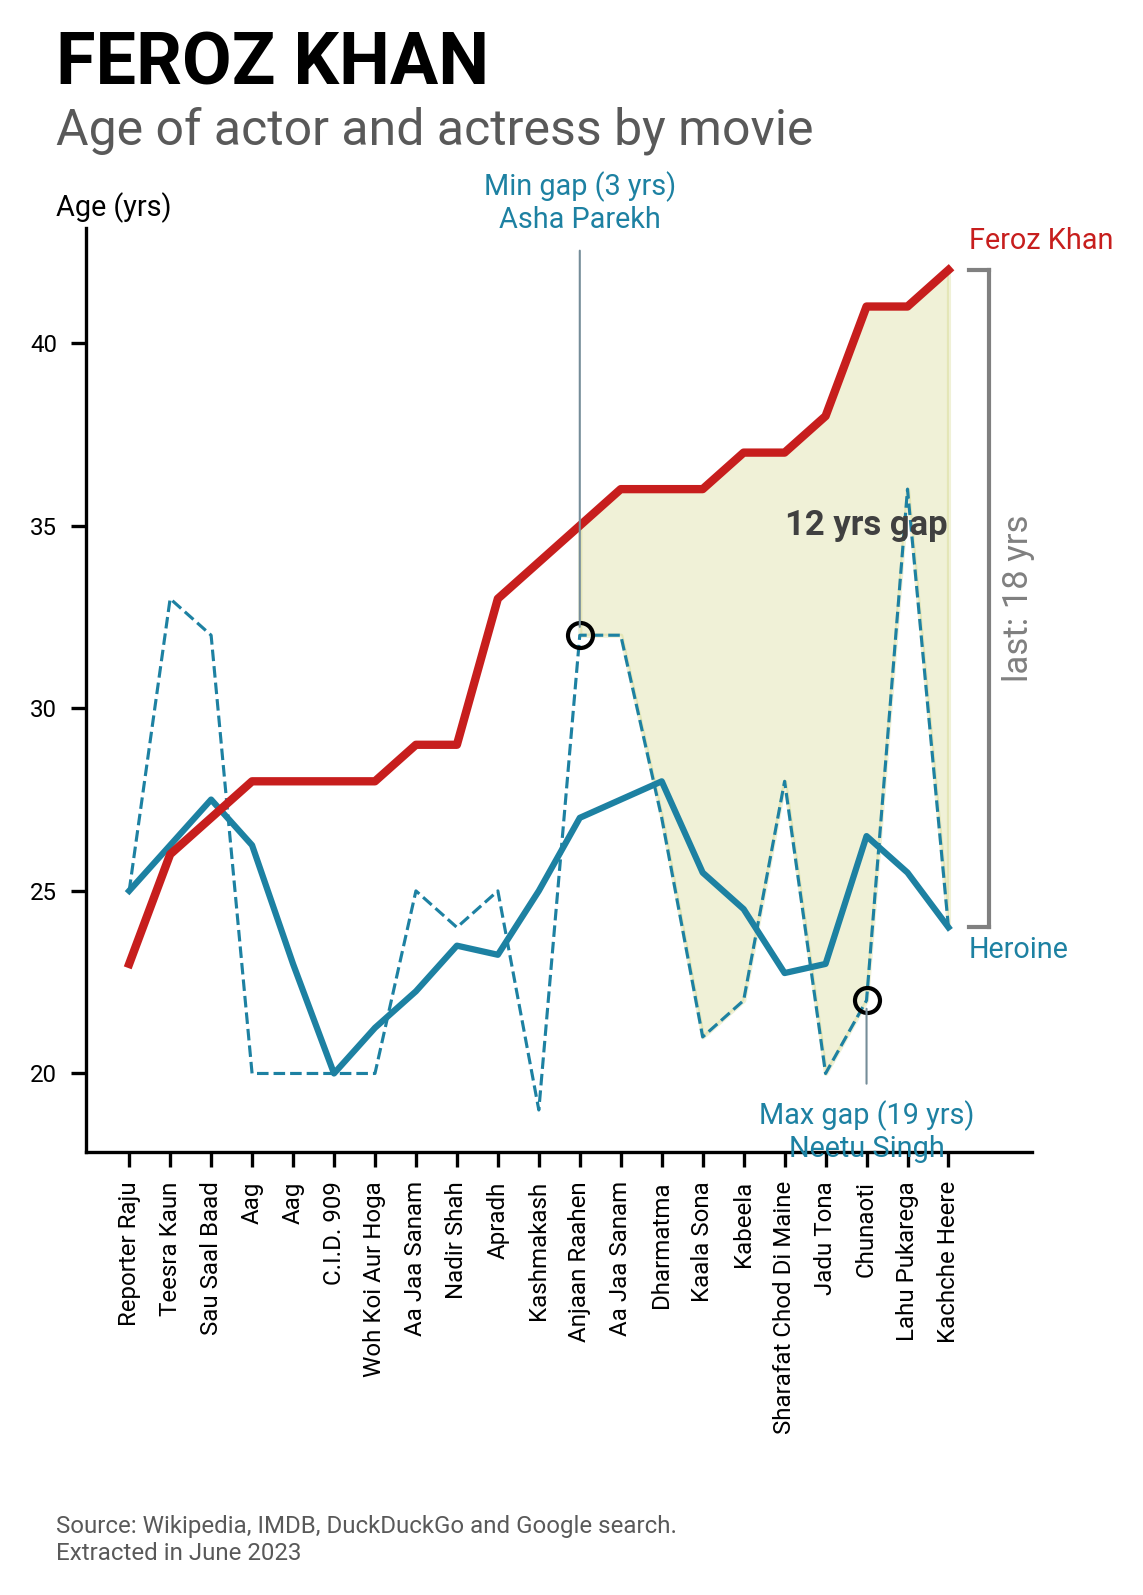 FEROZ KHAN
Age of actor and actress by movie
Min gap (3 yrs)
Asha Parekh
Age (yrs)
Feroz Khan
40
35
30
25
20
12 yrs gap
last: 18 yrs
Heroine
Max gap (19 yrs)
Neetu Singh
Reporter Raju
Teesra Kaun
Sau Saal Baad
Aag
Aag
C.I.D. 909
Woh Koi Aur Hoga
Aa Jaa Sanam
Nadir Shah
Apradh
Kashmakash
Anjaan Raahen
Aa Jaa Sanam
Dharmatma
Kaala Sona
Kabeela
Sharafat Chod Di Maine
Jadu Tona
Chunaoti
Lahu Pukarega
Kachche Heere
Source: Wikipedia, IMDB, DuckDuckGo and Google search.
Extracted in June 2023